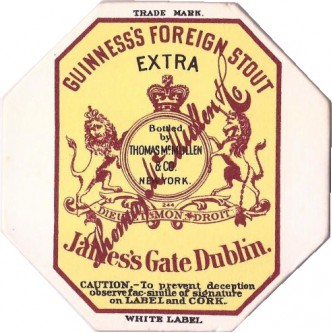 TRADE MARK.
GUINNESS'S FOREIGN STOUT
EXTRA
Bottled
by
THOMAS McMULLEN
& CO.
NEW YORK.
DIEU ET MON DROIT
James's Gate Dublin.
CAUTION.-To prevent deception
observe fac-simile of signature
on LABEL and CORK.
WHITE LABEL